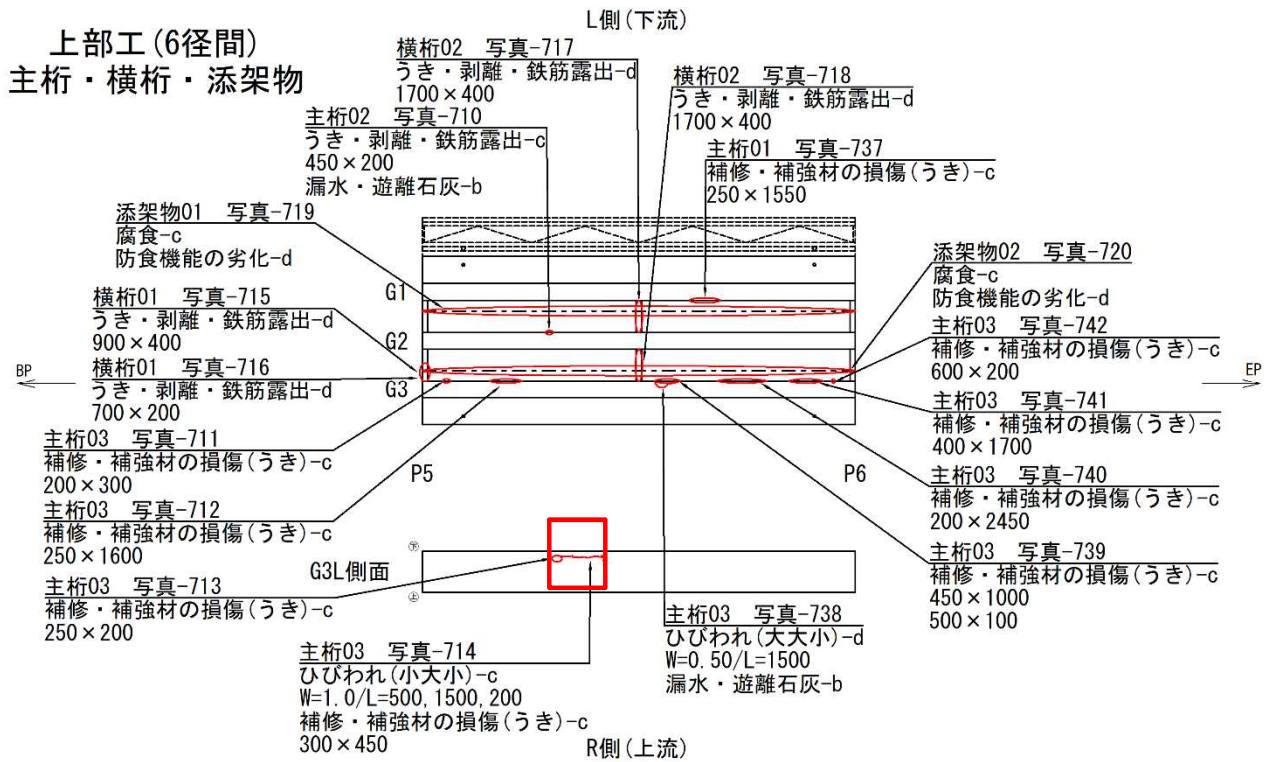 L側(下流)
上部工(6径間)
主桁・横桁・添架物
横桁02 写真-717
うき・剥離・鉄筋露出-d
1700×400
横桁02 写真-718
うき・剥離・鉄筋露出-d
1700×400
主桁02 写真-710
うき・剥離・鉄筋露出-c
450×200
漏水・遊離石灰-b
主桁01 写真-737
補修・補強材の損傷(うき)-c
250×1550
添架物01 写真-719
腐食-c
防食機能の劣化-d
添架物02 写真-720
腐食-c
防食機能の劣化-d
横桁01 写真-715
うき・剥離・鉄筋露出-d
900×400
G1
G2
G3
主桁03 写真-742
補修・補強材の損傷(うき)-c
600×200
BP
EP
横桁01 写真-716
うき・剥離・鉄筋露出-d
700×200
主桁03 写真-741
補修・補強材の損傷(うき)-c
400×1700
主桁03 写真-711
補修・補強材の損傷(うき)-c
200×300
P5
P6
主桁03 写真-740
補修・補強材の損傷(うき)-c
200×2450
主桁03 写真-712
補修・補強材の損傷(うき)-c
250×1600
下
G3L側面
上
主桁03 写真-739
補修・補強材の損傷(うき)-c
450×1000
500×100
主桁03 写真-713
補修・補強材の損傷(うき)-c
250×200
主桁03 写真-738
ひびわれ(大大小)-d
W=0.50/L=1500
漏水・遊離石灰-b
主桁03 写真-714
ひびわれ(小大小)-c
W=1.0/L=500,1500,200
補修・補強材の損傷(うき)-c
300×450
R側(上流)